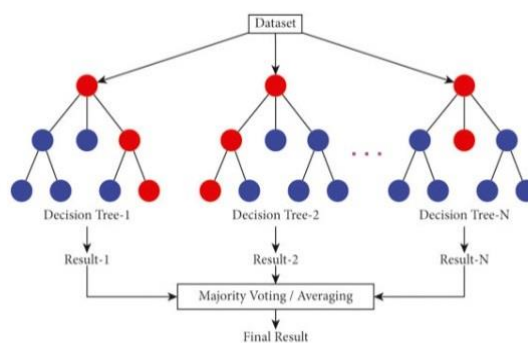 Dataset
Decision Tree-1 Decision Tree-2 Decision Tree-N
Result-1 Result-2 Result-N
Majority Voting / Averaging
Final Result